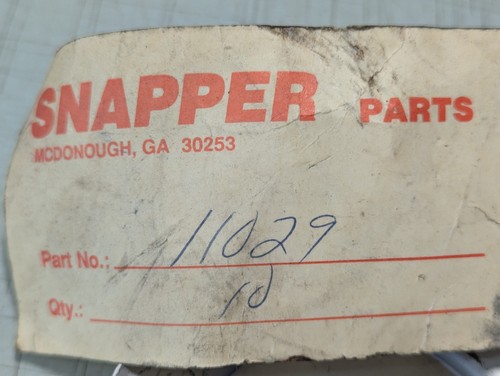 SNAPPER PARTS
MCDONOUGH, GA 30253
Part No.: 11029
Qty.: 10